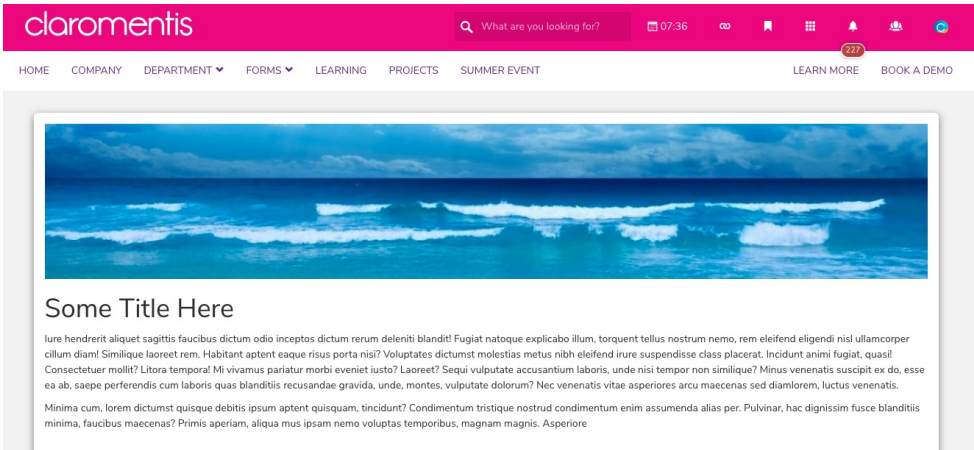 claromentis
What are you looking for?
07:36
227
HOME COMPANY DEPARTMENT FORMS LEARNING PROJECTS SUMMER EVENT LEARN MORE BOOK A DEMO
Some Title Here
Iure hendrerit aliquet sagittis faucibus dictum odio inceptos dictum rerum deleniti blandit! Fugiat natoque explicabo illum, torquent tellus nostrum nemo, rem eleifend eligendi nisl ullamcorper
cillum diam! Similique laoreet rem. Habitant aptent eaque risus porta nisi? Voluptates dictumst molestias metus nibh eleifend irure suspendisse class placerat. Incidunt animi fugiat, quasi!
Consectetuer mollit? Litora tempora! Mi vivamus pariatur morbi eveniet iusto? Laoreet? Sequi vulputate accusantium laboris, unde nisi tempor non similique? Minus venenatis suscipit ex do, esse
ea ab, saepe perferendis cum laboris quas blanditiis recusandae gravida, unde, montes, vulputate dolorum? Nec venenatis vitae asperiores arcu maecenas sed diamlorem, luctus venenatis.
Minima cum, lorem dictumst quisque debitis ipsum aptent quisquam, tincidunt? Condimentum tristique nostrud condimentum enim assumenda alias per. Pulvinar, hac dignissim fusce blanditiis
minima, faucibus maecenas? Primis aperiam, aliqua mus ipsam nemo voluptas temporibus, magnam magnis. Asperiore